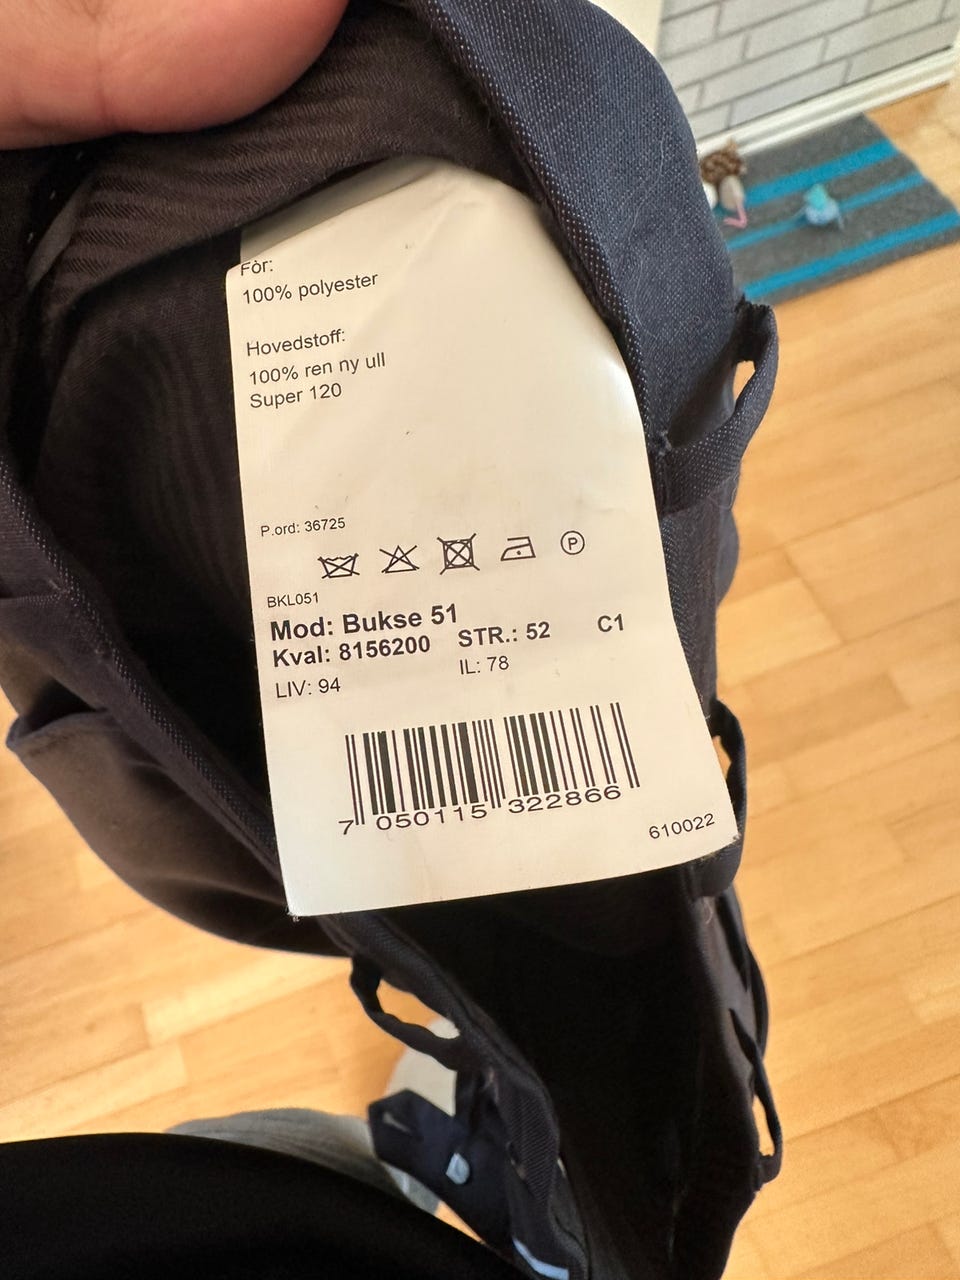 Fòr:
100% polyester
Hovedstoff:
100% ren ny ull
Super 120
P.ord: 36725
P
BKL051
Mod: Bukse 51
Kval: 8156200 STR.: 52 C1
LIV: 94 IL: 78
7 050115 322866
610022